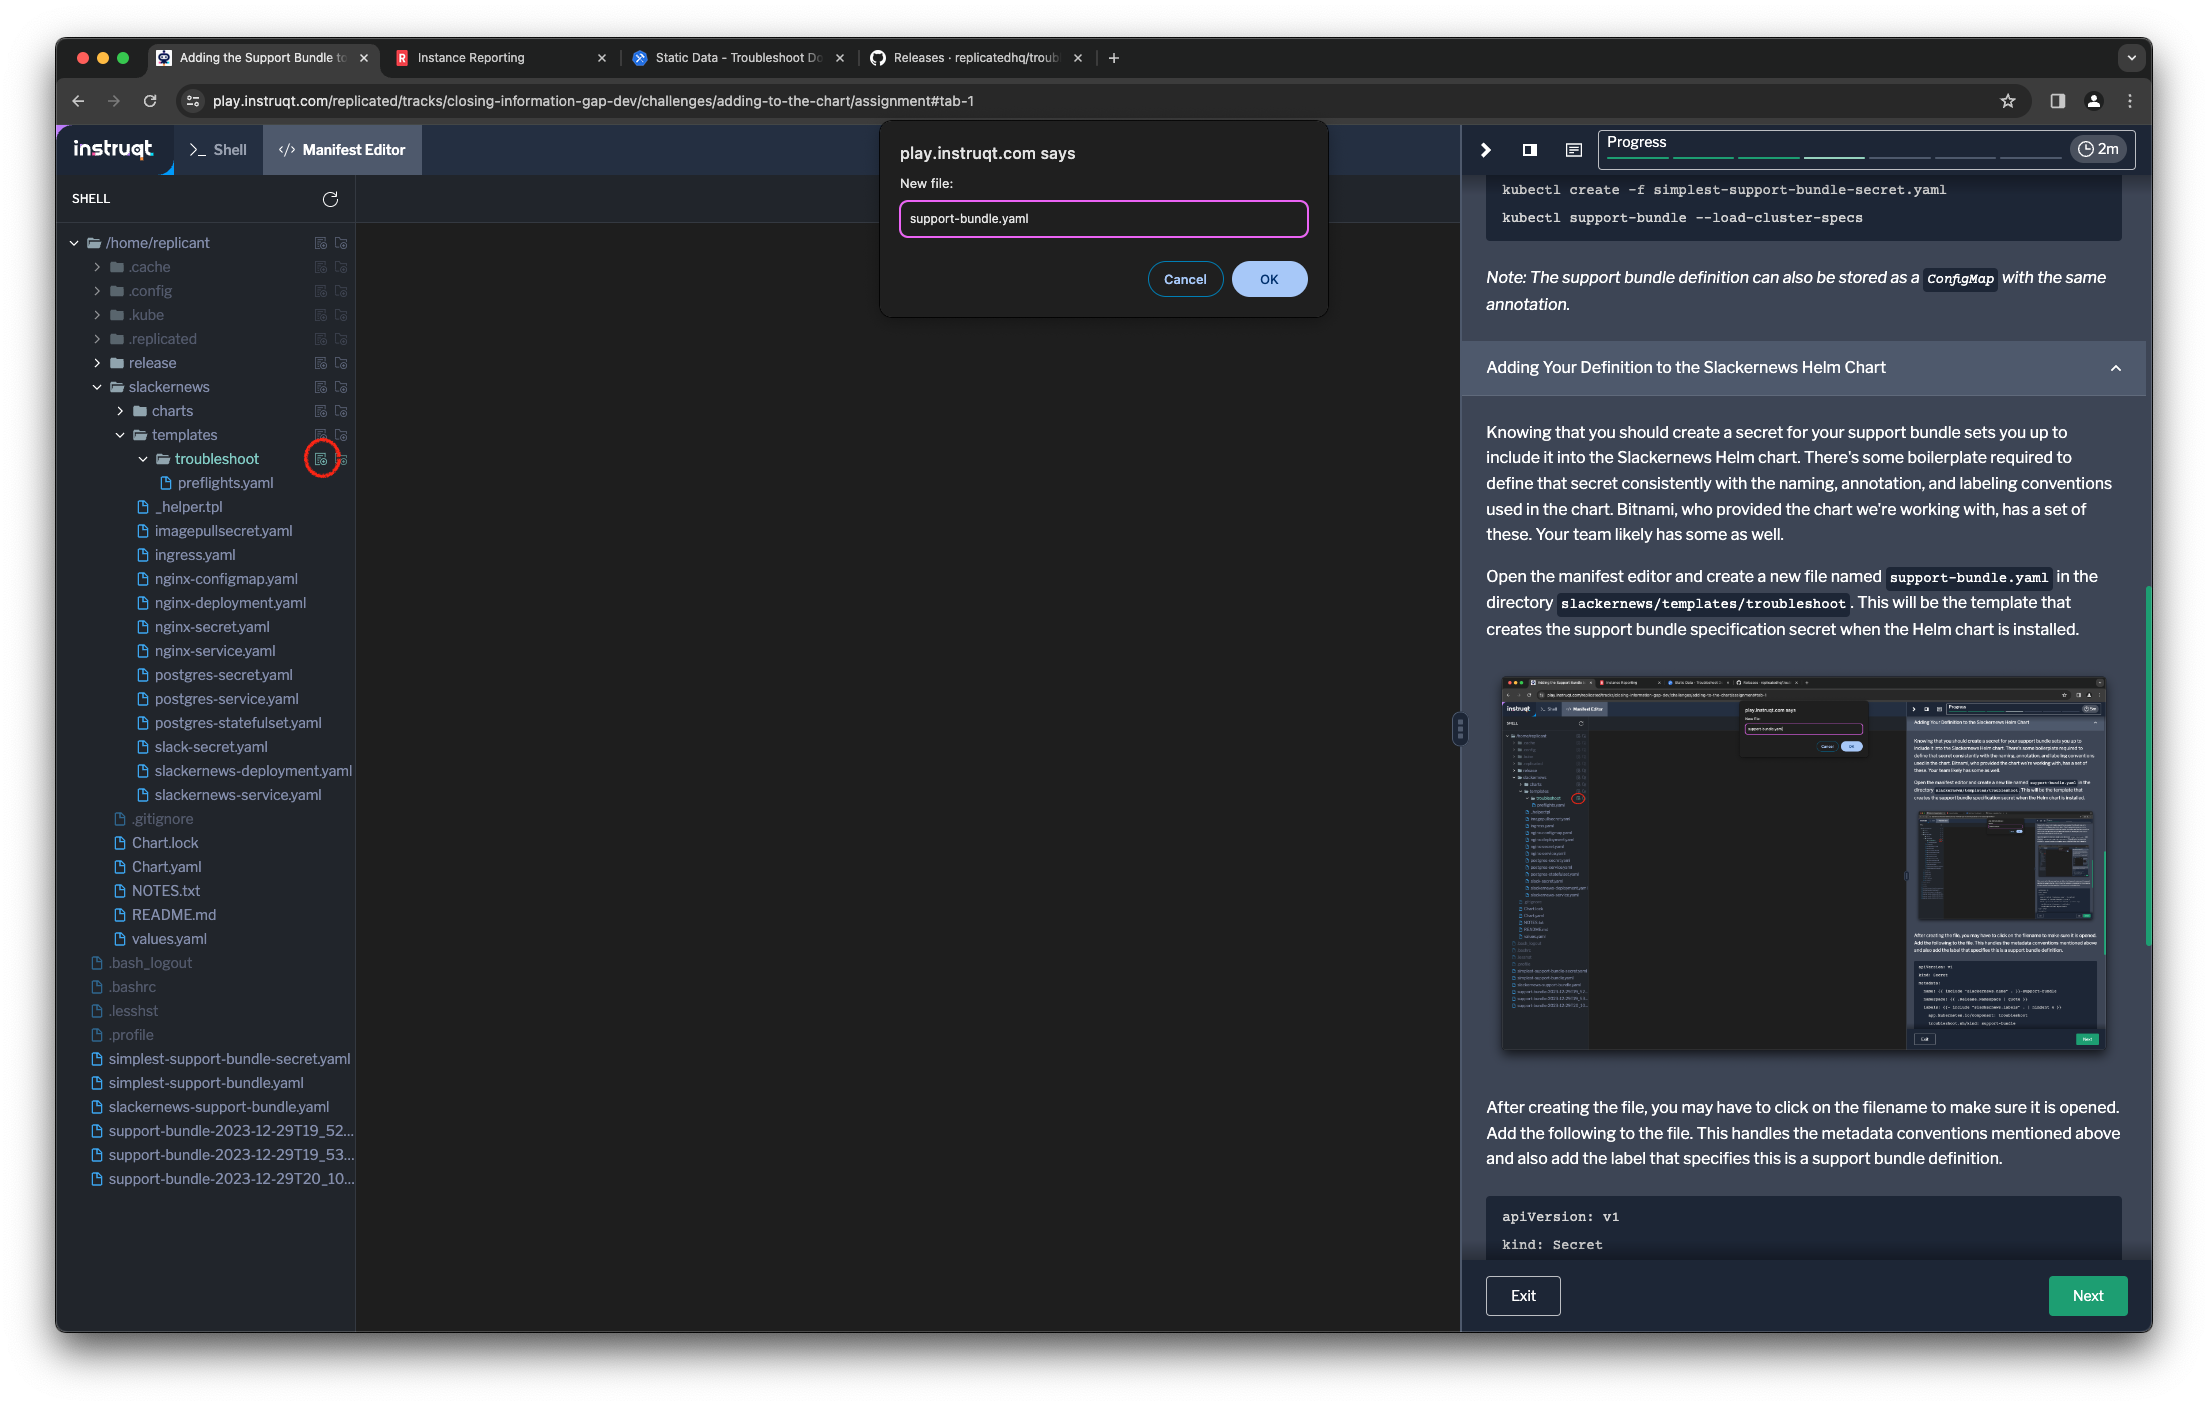 Adding the Support Bundle to
Instance Reporting
Static Data - Troubleshoot Do
Releases · replicatedhq/troub
play.instruqt.com/replicated/tracks/closing-information-gap-dev/challenges/adding-to-the-chart/assignment#tab-1
instruqt
>_ Shell
</> Manifest Editor
play.instruqt.com says
New file:
support-bundle.yaml
Cancel
OK
Progress
2m
SHELL
/home/replicant
.cache
.config
.kube
.replicated
release
slackernews
charts
templates
troubleshoot
preflights.yaml
_helper.tpl
imagepullsecret.yaml
ingress.yaml
nginx-configmap.yaml
nginx-deployment.yaml
nginx-secret.yaml
nginx-service.yaml
postgres-secret.yaml
postgres-service.yaml
postgres-statefulset.yaml
slack-secret.yaml
slackernews-deployment.yaml
slackernews-service.yaml
.gitignore
Chart.lock
Chart.yaml
NOTES.txt
README.md
values.yaml
.bash_logout
.bashrc
.lesshst
.profile
simplest-support-bundle-secret.yaml
simplest-support-bundle.yaml
slackernews-support-bundle.yaml
support-bundle-2023-12-29T19_52...
support-bundle-2023-12-29T19_53...
support-bundle-2023-12-29T20_10...
kubectl create -f simplest-support-bundle-secret.yaml
kubectl support-bundle --load-cluster-specs
Note: The support bundle definition can also be stored as a ConfigMap with the same
annotation.
Adding Your Definition to the Slackernews Helm Chart
Knowing that you should create a secret for your support bundle sets you up to
include it into the Slackernews Helm chart. There's some boilerplate required to
define that secret consistently with the naming, annotation, and labeling conventions
used in the chart. Bitnami, who provided the chart we're working with, has a set of
these. Your team likely has some as well.
Open the manifest editor and create a new file named support-bundle.yaml in the
directory slackernews/templates/troubleshoot. This will be the template that
creates the support bundle specification secret when the Helm chart is installed.
After creating the file, you may have to click on the filename to make sure it is opened.
Add the following to the file. This handles the metadata conventions mentioned above
and also add the label that specifies this is a support bundle definition.
apiVersion: v1
kind: Secret
Exit
Next